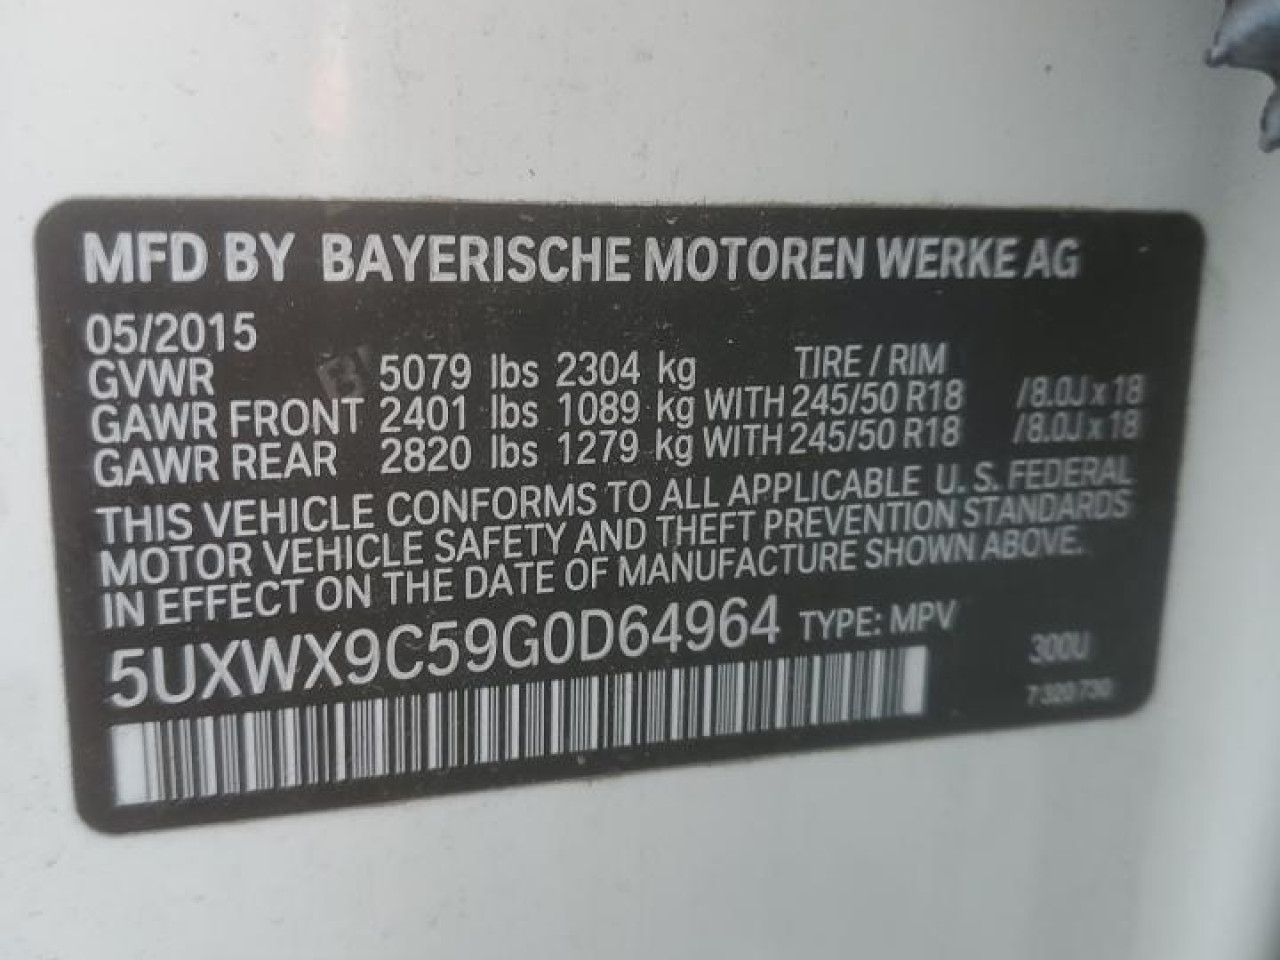 MFD BY BAYERISCHE MOTOREN WERKE AG
05/2015
GVWR 5079 lbs 2304 kg TIRE / RIM
GAWR FRONT 2401 lbs 1089 kg WITH 245/50 R18 /8.0J x 18
GAWR REAR 2820 lbs 1279 kg WITH 245/50 R18 /8.0J x 18
THIS VEHICLE CONFORMS TO ALL APPLICABLE U. S. FEDERAL
MOTOR VEHICLE SAFETY AND THEFT PREVENTION STANDARDS
IN EFFECT ON THE DATE OF MANUFACTURE SHOWN ABOVE.
5UXWX9C59G0D64964 TYPE: MPV
300U
7 320 730